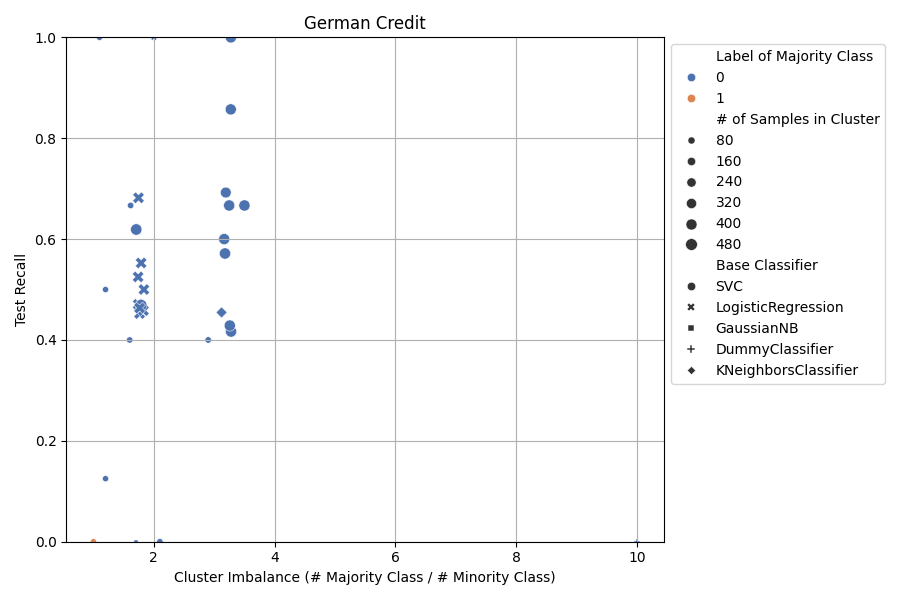 German Credit
1.0
0.8
0.6
0.4
0.2
0.0
Test Recall
2
4
6
8
10
Cluster Imbalance (# Majority Class / # Minority Class)
Label of Majority Class
0
1
# of Samples in Cluster
80
160
240
320
400
480
Base Classifier
SVC
LogisticRegression
GaussianNB
DummyClassifier
KNeighborsClassifier